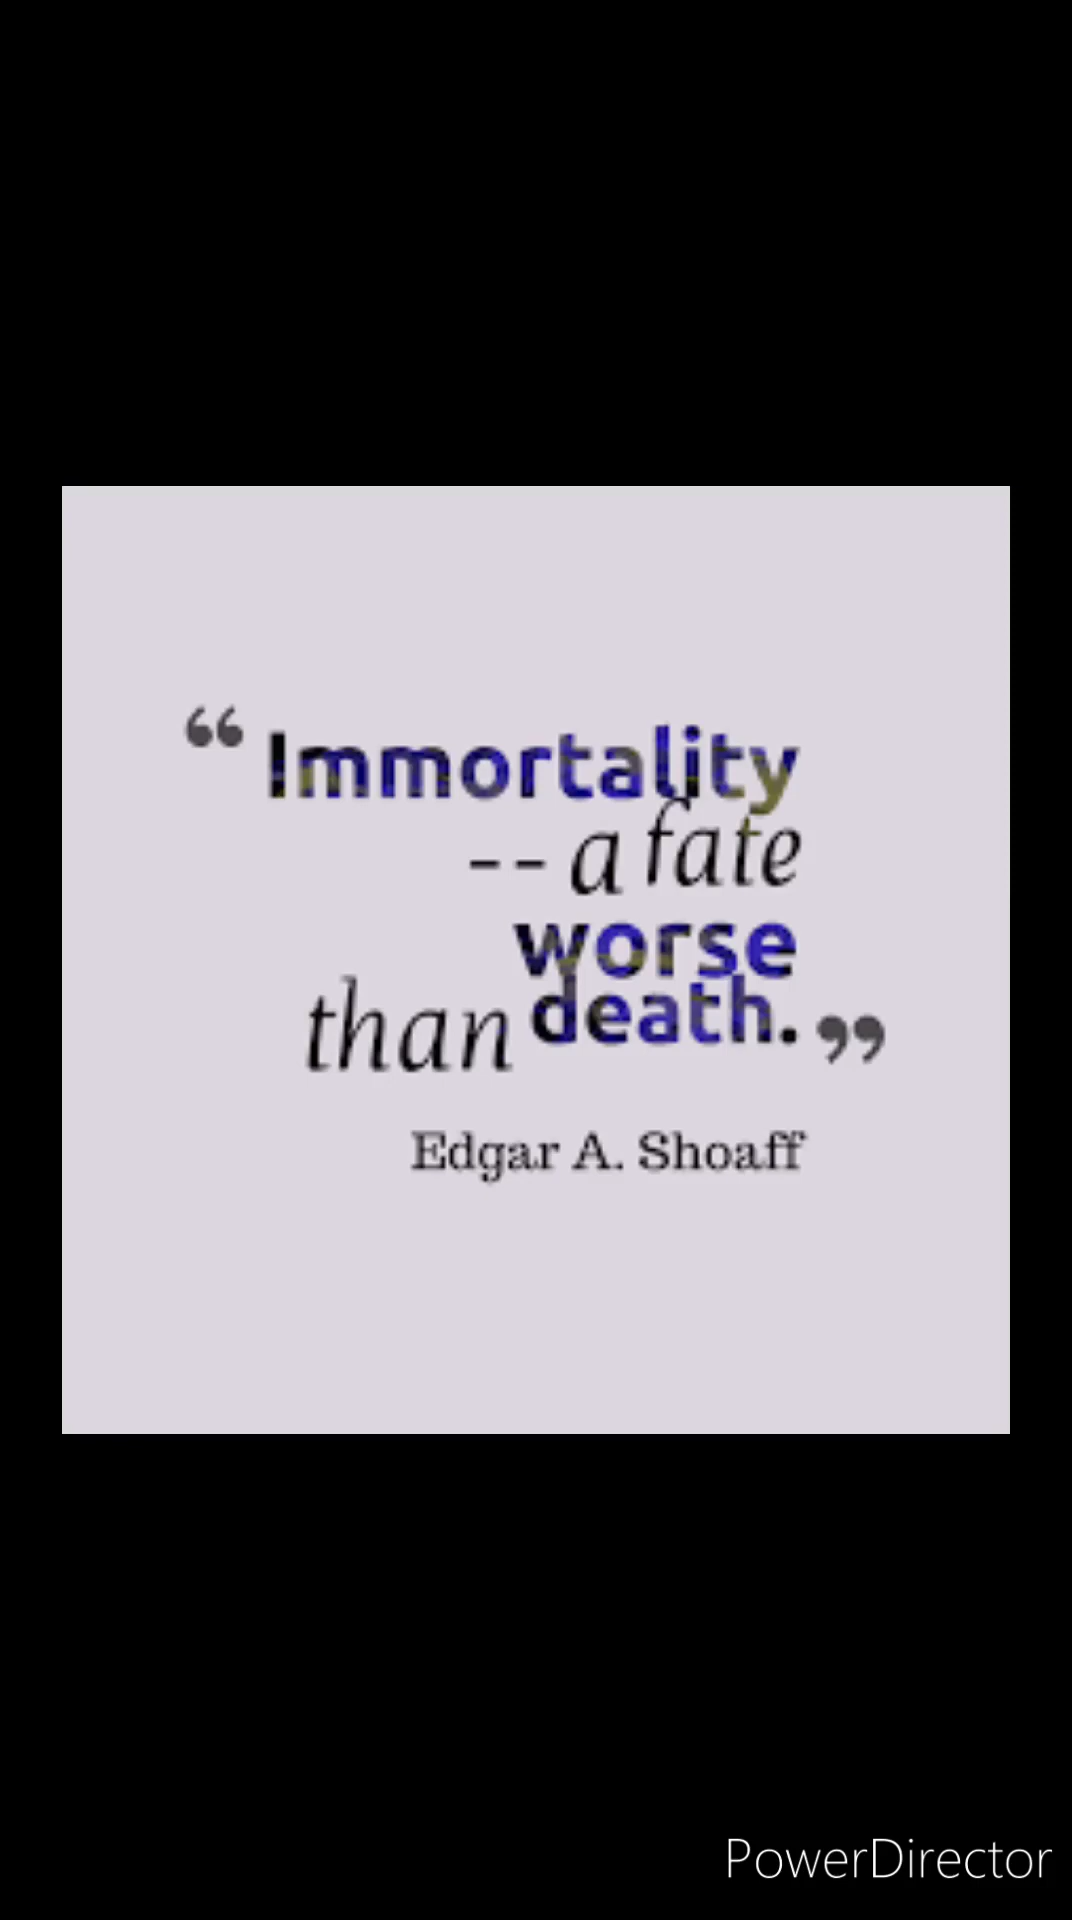 “ Immortality
-- a fate
worse
than death. ”
Edgar A. Shoaff
PowerDirector